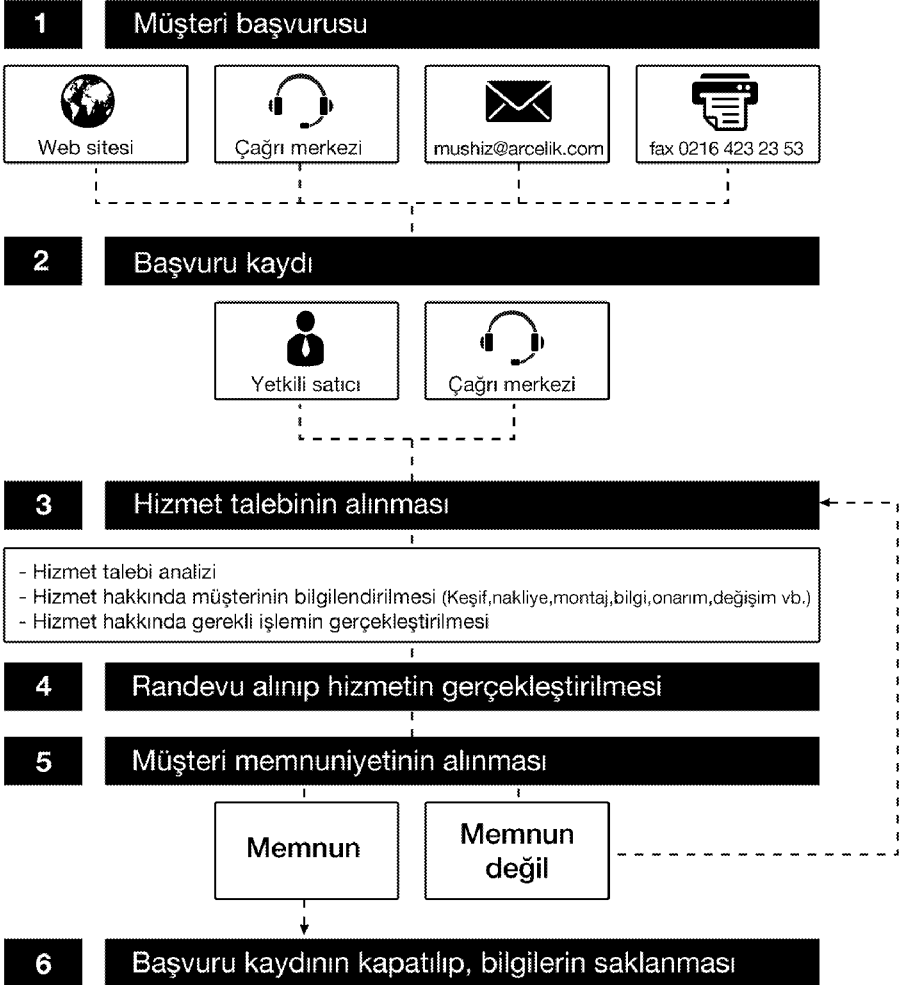 1 Müşteri başvurusu
Web sitesi
Çağrı merkezi
mushiz@arcelik.com
fax 0216 423 23 53
2 Başvuru kaydı
Yetkili satıcı
Çağrı merkezi
3 Hizmet talebinin alınması
- Hizmet talebi analizi
- Hizmet hakkında müşterinin bilgilendirilmesi (Keşif,nakliye,montaj,bilgi,onarım,değişim vb.)
- Hizmet hakkında gerekli işlemin gerçekleştirilmesi
4 Randevu alınıp hizmetin gerçekleştirilmesi
5 Müşteri memnuniyetinin alınması
Memnun
Memnun
değil
6 Başvuru kaydının kapatılıp, bilgilerin saklanması